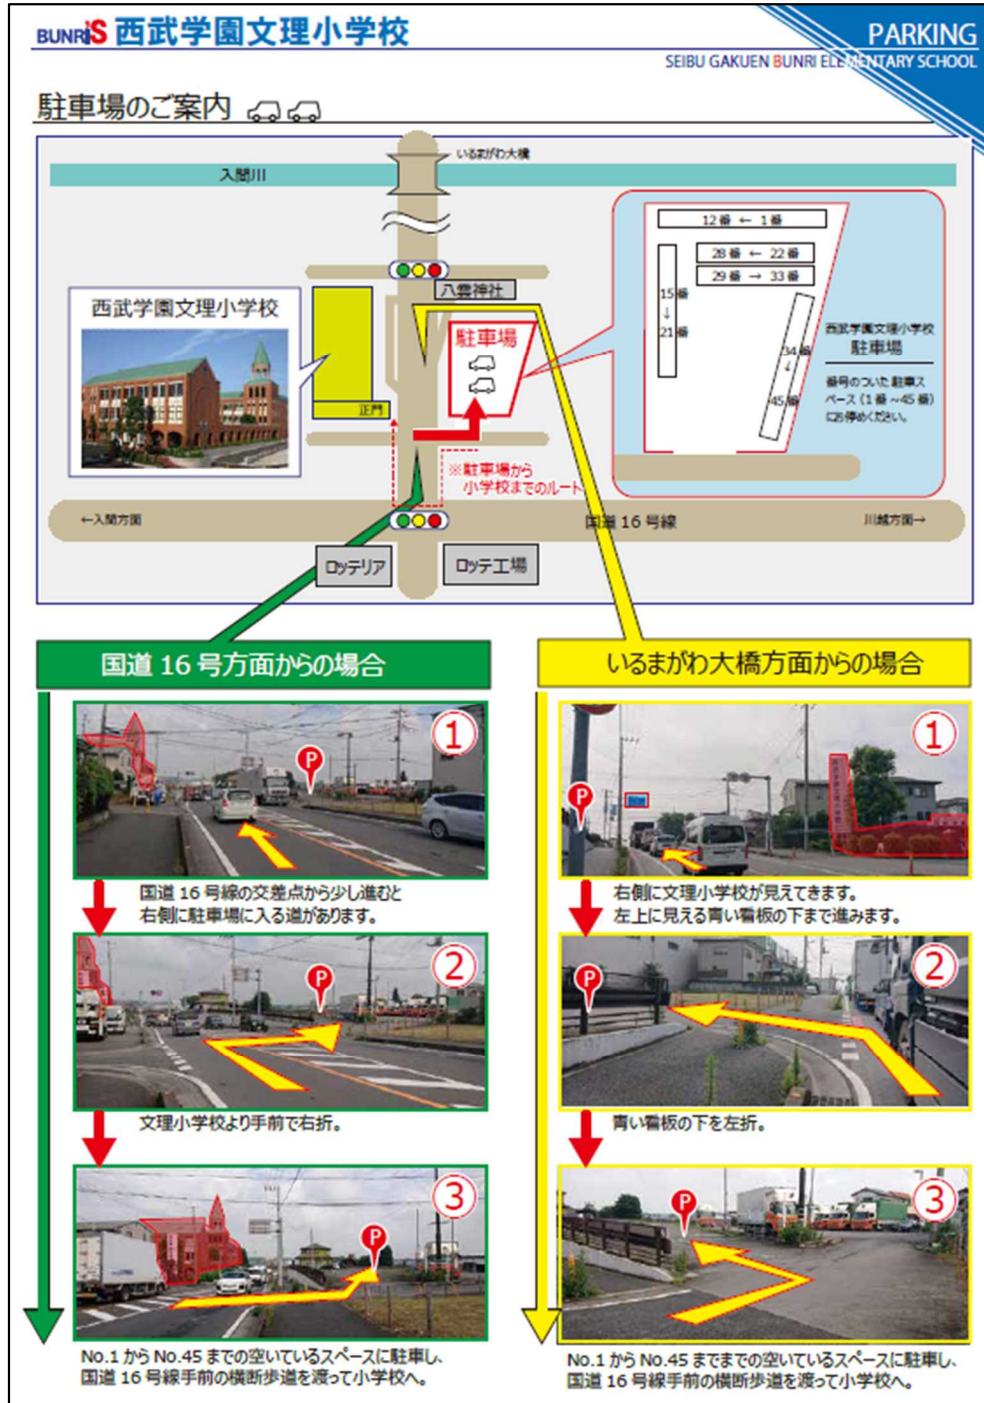 BUNRiS 西武学園文理小学校
PARKING
SEIBU GAKUEN BUNRI ELEMENTARY SCHOOL
駐車場のご案内
いるまがわ大橋
入間川
12番 ← 1番
28番 ← 22番
29番 → 33番
15番
↓
21番
34番
↓
45番
西武学園文理小学校
駐車場
番号のついた駐車ス
ペース（1番～45番）
にお停めください。
八雲神社
西武学園文理小学校
駐車場
正門
※駐車場から
小学校までのルート
←入間方面
国道16号線
川越方面→
ロッテリア
ロッテ工場
国道16号方面からの場合
①
P
国道16号線の交差点から少し進むと
右側に駐車場に入る道があります。
②
P
文理小学校より手前で右折。
③
P
No.1からNo.45までの空いているスペースに駐車し、
国道16号線手前の横断歩道を渡って小学校へ。
いるまがわ大橋方面からの場合
①
P
右側に文理小学校が見えてきます。
左上に見える青い看板の下まで進みます。
②
P
青い看板の下を左折。
③
P
No.1からNo.45までまでの空いているスペースに駐車し、
国道16号線手前の横断歩道を渡って小学校へ。